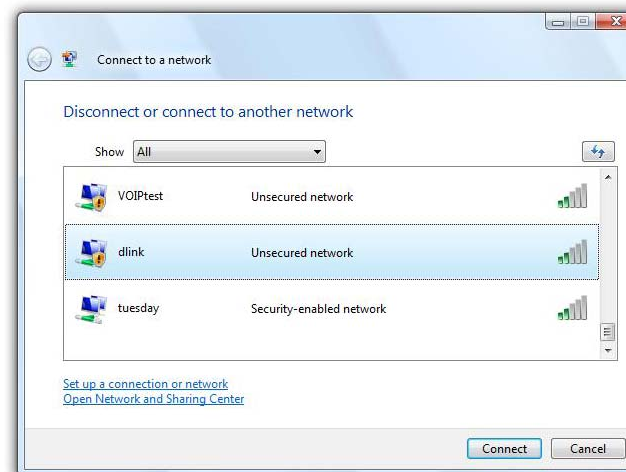 Connect to a network
Disconnect or connect to another network
Show All
VOIPtest Unsecured network
dlink Unsecured network
tuesday Security-enabled network
Set up a connection or network
Open Network and Sharing Center
Connect Cancel